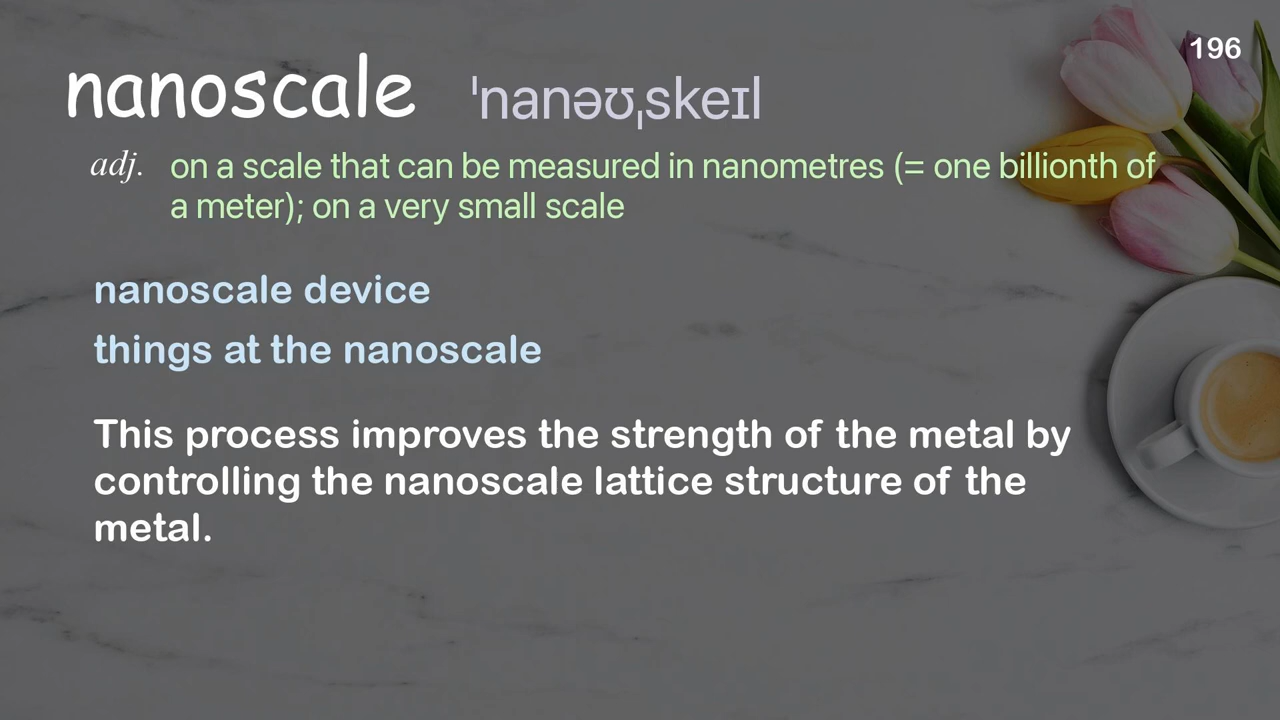 196
nanoscale ˈnanəʊˌskeɪl
adj. on a scale that can be measured in nanometres (= one billionth of
a meter); on a very small scale
nanoscale device
things at the nanoscale
This process improves the strength of the metal by
controlling the nanoscale lattice structure of the
metal.